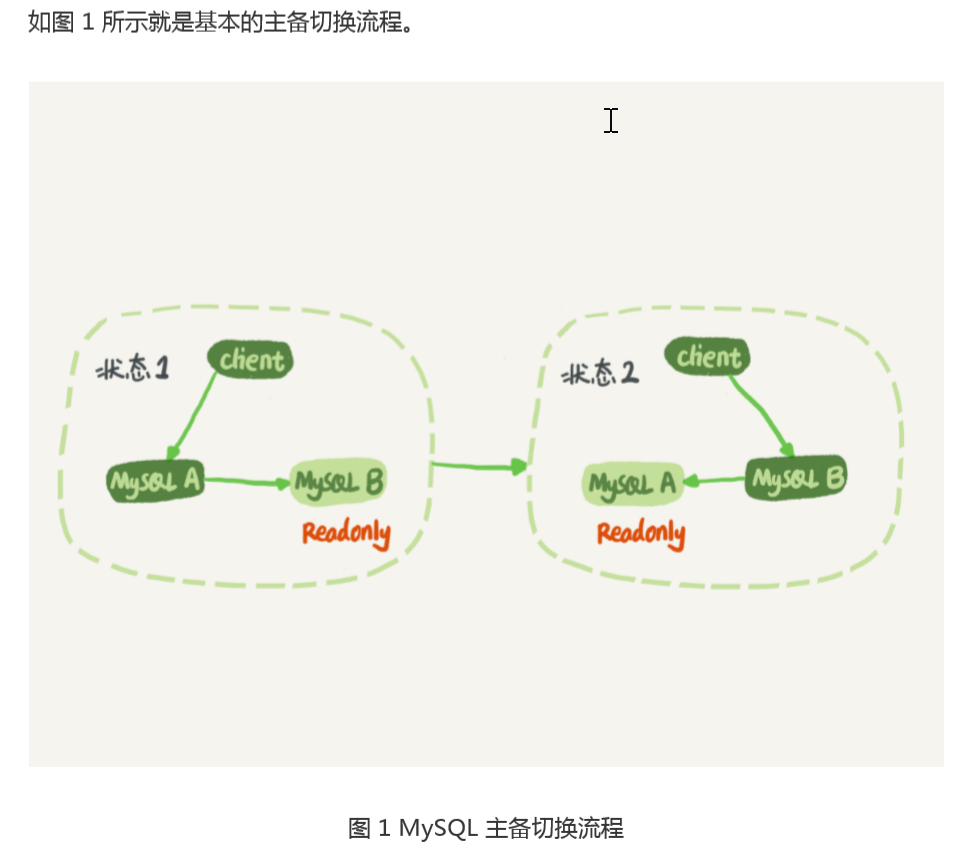 如图 1 所示就是基本的主备切换流程。
状态1
client
MySQL A
MySQL B
Readonly
状态2
client
MySQL A
MySQL B
Readonly
图 1 MySQL 主备切换流程